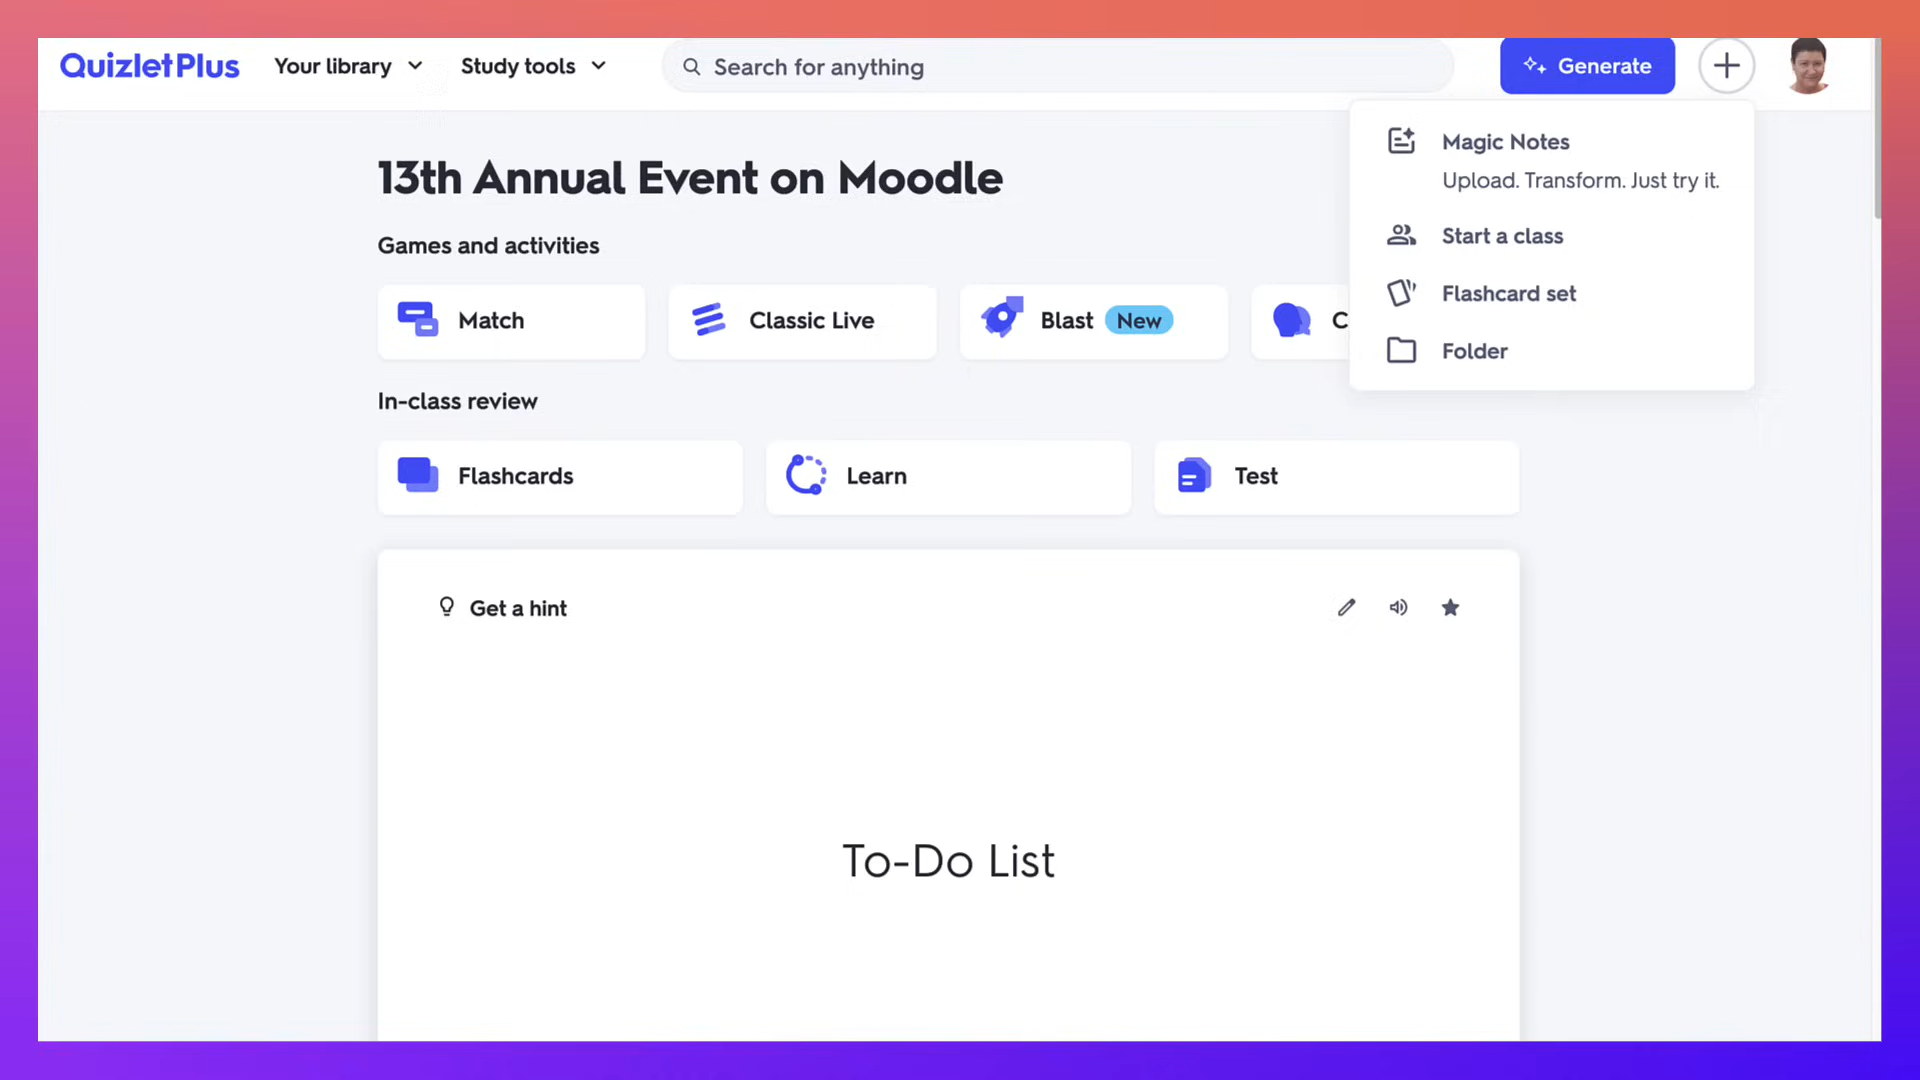 QuizletPlus Your library Study tools Search for anything Generate
Magic Notes
Upload. Transform. Just try it.
Start a class
Flashcard set
Folder
13th Annual Event on Moodle
Games and activities
Match Classic Live Blast New C
In-class review
Flashcards Learn Test
Get a hint
To-Do List